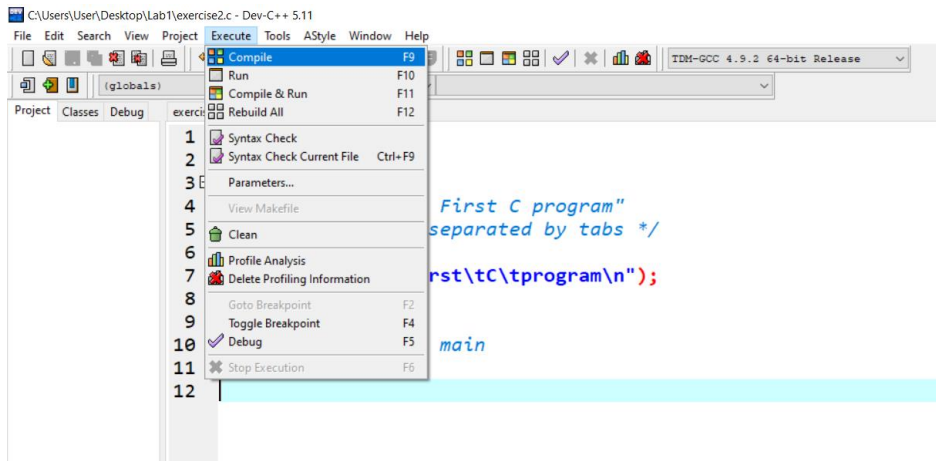 C:\Users\User\Desktop\Lab1\exercise2.c - Dev-C++ 5.11
File Edit Search View Project Execute Tools AStyle Window Help
TDM-GCC 4.9.2 64-bit Release
(globals)
Project Classes Debug
Compile F9
Run F10
Compile & Run F11
Rebuild All F12
Syntax Check
Syntax Check Current File Ctrl+F9
Parameters...
View Makefile
Clean
Profile Analysis
Delete Profiling Information
Goto Breakpoint F2
Toggle Breakpoint F4
Debug F5
Stop Execution F6
1
2
3
4 First C program"
5 separated by tabs */
6
7 rst\tC\tprogram\n");
8
9
10 main
11
12